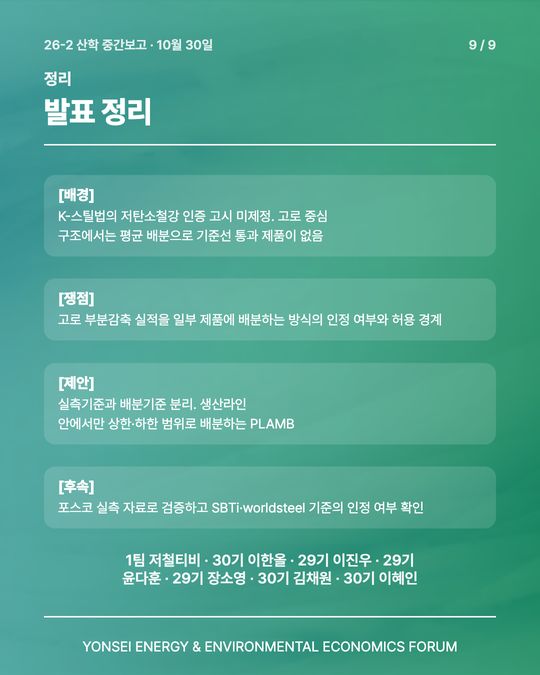 26-2 산학 중간보고 · 10월 30일
9 / 9
정리
발표 정리
[배경]
K-스틸법의 저탄소철강 인증 고시 미제정. 고로 중심
구조에서는 평균 배분으로 기준선 통과 제품이 없음
[쟁점]
고로 부분감축 실적을 일부 제품에 배분하는 방식의 인정 여부와 허용 경계
[제안]
실측기준과 배분기준 분리. 생산라인
안에서만 상한·하한 범위로 배분하는 PLAMB
[후속]
포스코 실측 자료로 검증하고 SBTi·worldsteel 기준의 인정 여부 확인
1팀 저철티비 · 30기 이한울 · 29기 이진우 · 29기
윤다훈 · 29기 장소영 · 30기 김채원 · 30기 이혜인
YONSEI ENERGY & ENVIRONMENTAL ECONOMICS FORUM